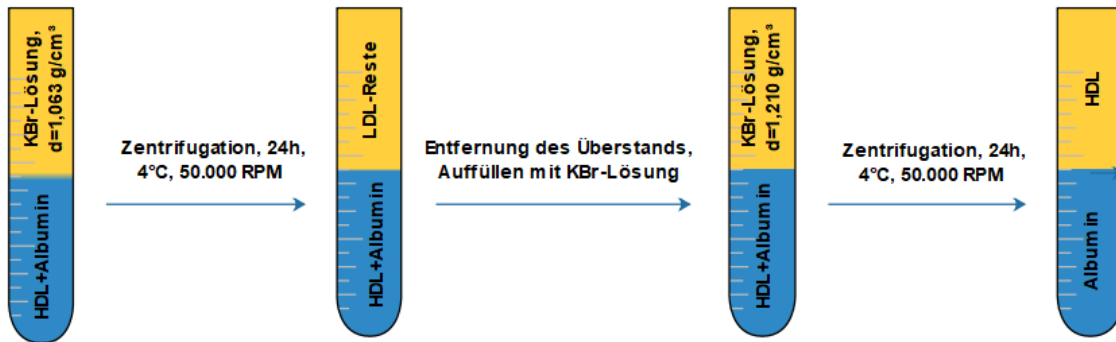 KBr-Lösung,
d=1,063 g/cm³
HDL+Albumin
Zentrifugation, 24h,
4°C, 50.000 RPM
LDL-Reste
HDL+Albumin
Entfernung des Überstands,
Auffüllen mit KBr-Lösung
KBr-Lösung,
d=1,210 g/cm³
HDL+Albumin
Zentrifugation, 24h,
4°C, 50.000 RPM
HDL
Albumin